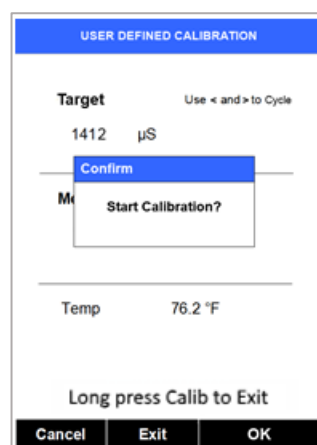 USER DEFINED CALIBRATION
Target Use < and > to Cycle
1412 µS
Confirm
Start Calibration?
Temp 76.2 °F
Long press Calib to Exit
Cancel Exit OK